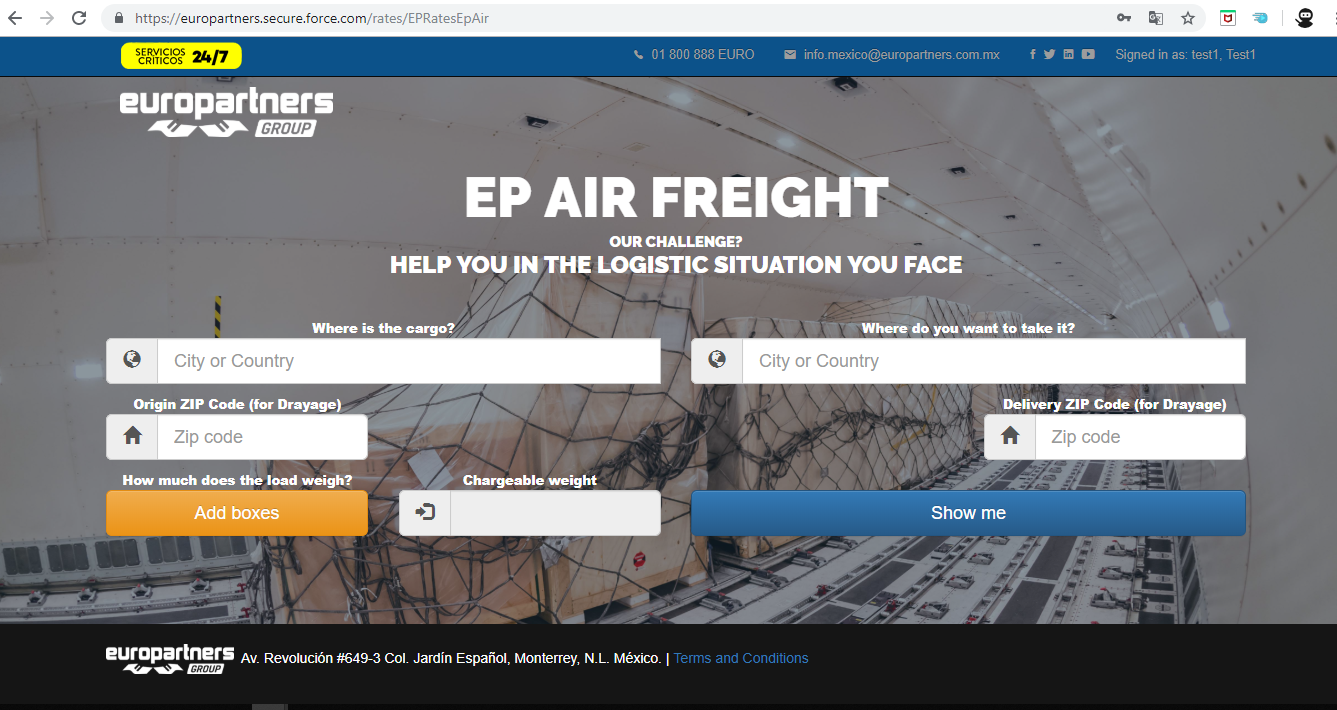 https://europartners.secure.force.com/rates/EPRatesEpAir
SERVICIOS
CRÍTICOS 24/7
01 800 888 EURO
info.mexico@europartners.com.mx
Signed in as: test1, Test1
europartners
GROUP
EP AIR FREIGHT
OUR CHALLENGE?
HELP YOU IN THE LOGISTIC SITUATION YOU FACE
Where is the cargo?
Where do you want to take it?
City or Country
City or Country
Origin ZIP Code (for Drayage)
Delivery ZIP Code (for Drayage)
Zip code
Zip code
How much does the load weigh?
Chargeable weight
Add boxes
Show me
europartners
GROUP
Av. Revolución #649-3 Col. Jardín Español, Monterrey, N.L. México. | Terms and Conditions